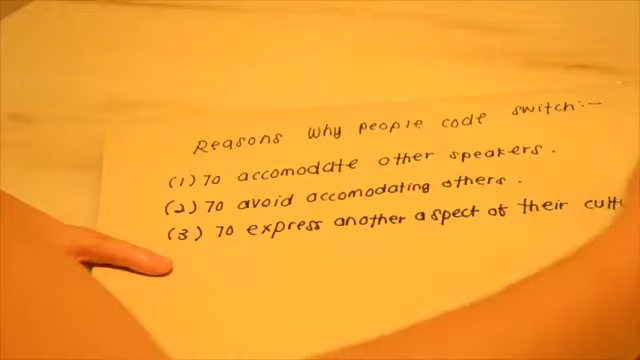 Reasons Why people code switch:-
(1) To accomodate other speakers.
(2) To avoid accomodating others.
(3) To express another aspect of their